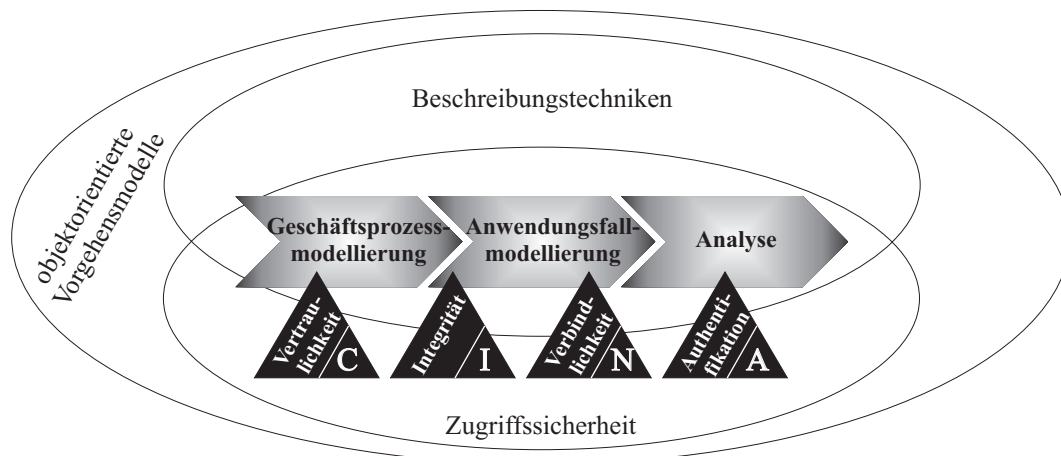 Beschreibungstechniken
objektorientierte
Vorgehensmodelle
Geschäftsprozess-
modellierung
Anwendungsfall-
modellierung
Analyse
Vertrau-
lichkeit
C
Integrität
I
Verbind-
lichkeit
N
Authenti-
fikation
A
Zugriffssicherheit